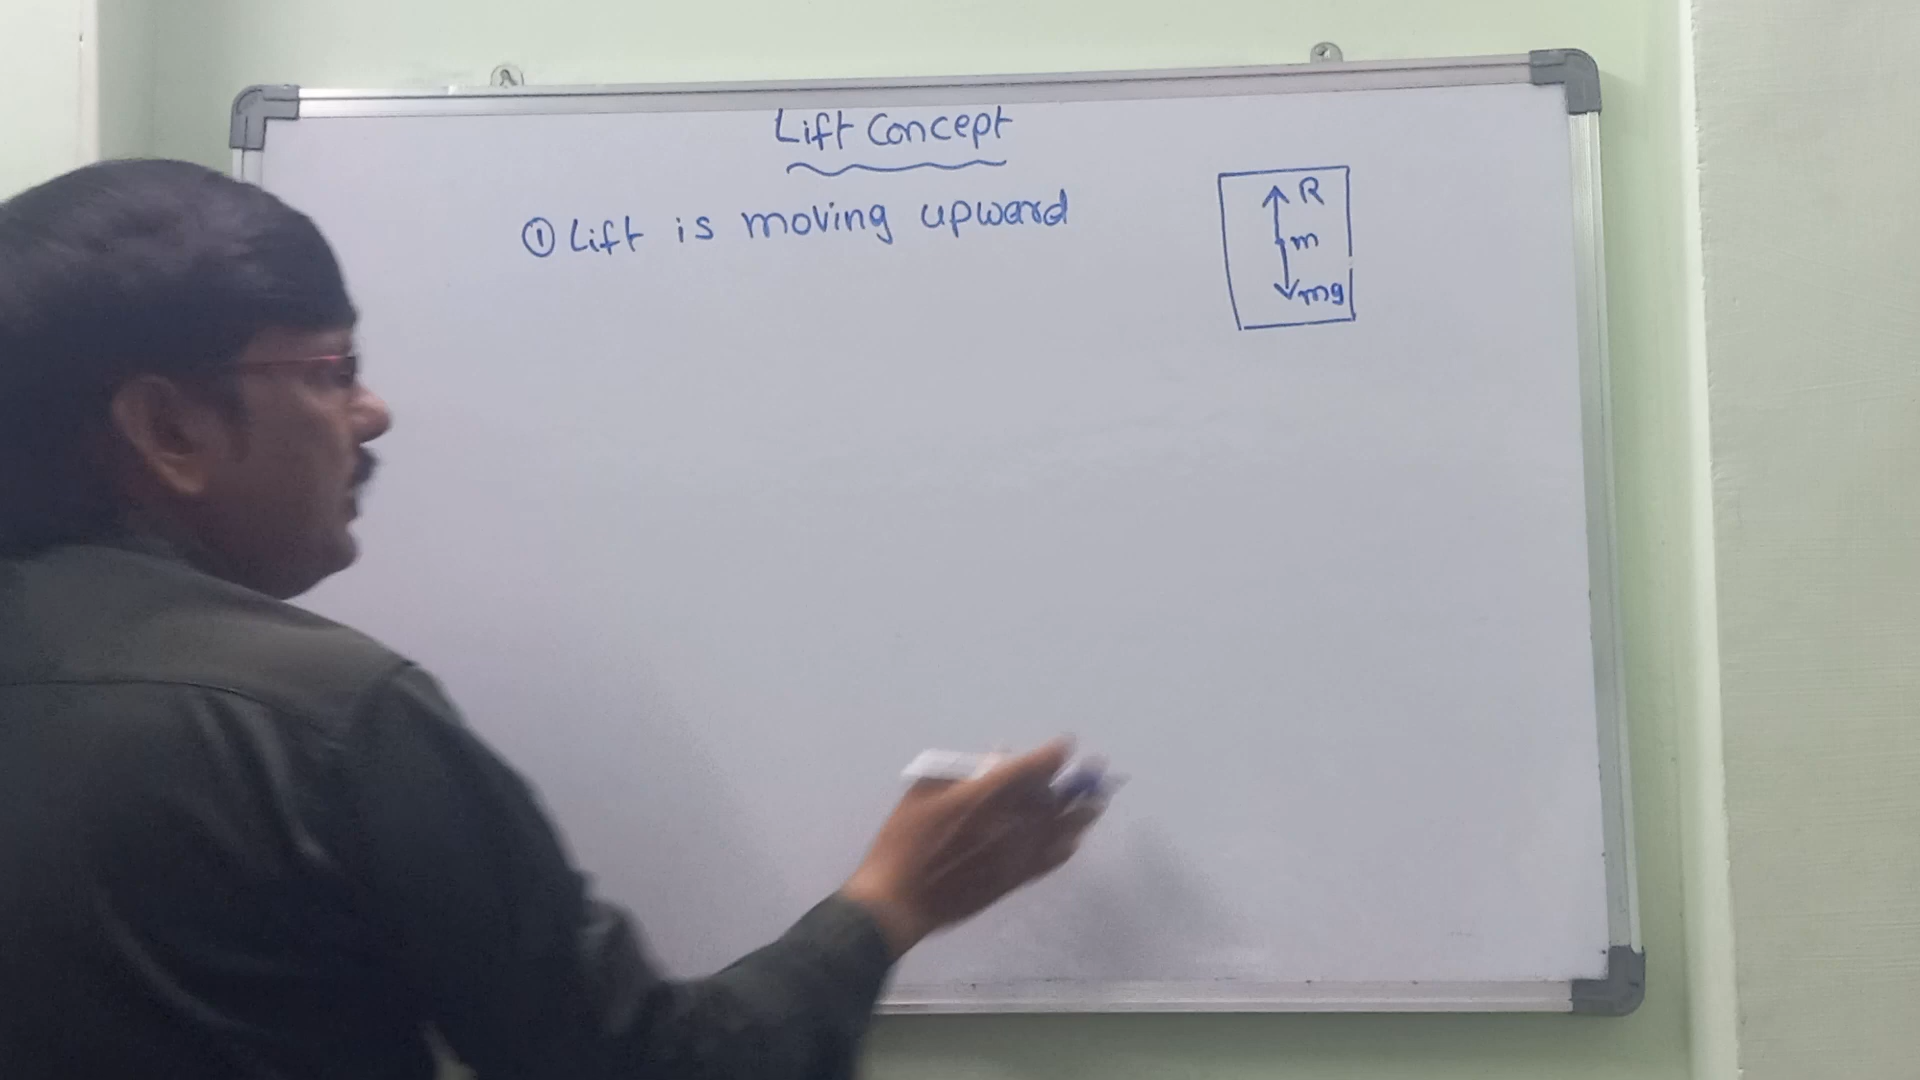 Lift Concept
① Lift is moving upward
R
m
mg